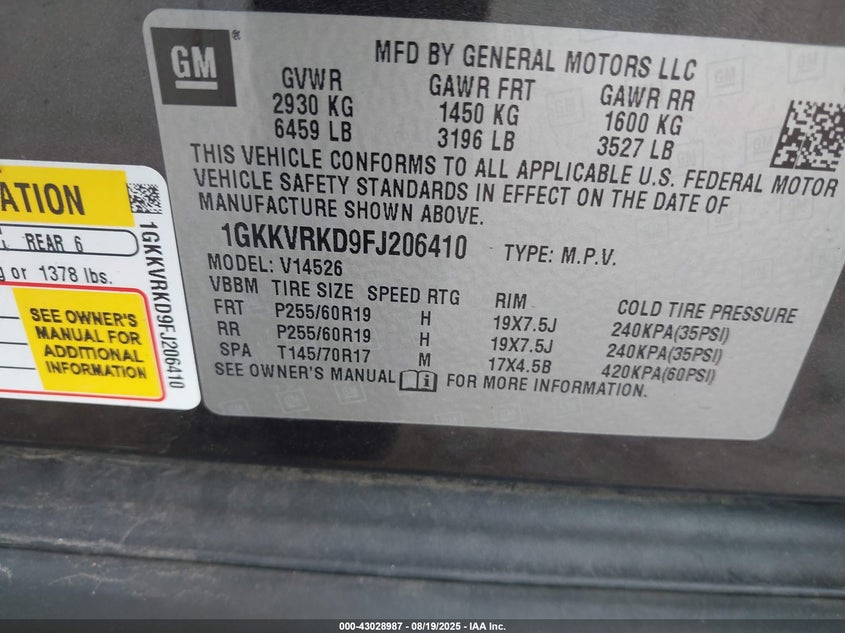 GM®
MFD BY GENERAL MOTORS LLC
GVWR GAWR FRT GAWR RR
2930 KG 1450 KG 1600 KG
6459 LB 3196 LB 3527 LB
THIS VEHICLE CONFORMS TO ALL APPLICABLE U.S. FEDERAL MOTOR
VEHICLE SAFETY STANDARDS IN EFFECT ON THE DATE OF
MANUFACTURE SHOWN ABOVE.
1GKKVRKD9FJ206410 TYPE: M.P.V.
MODEL: V14526
VBBM TIRE SIZE SPEED RTG RIM COLD TIRE PRESSURE
FRT P255/60R19 H 19X7.5J 240KPA(35PSI)
RR P255/60R19 H 19X7.5J 240KPA(35PSI)
SPA T145/70R17 M 17X4.5B 420KPA(60PSI)
SEE OWNER'S MANUAL FOR MORE INFORMATION.
ATION
REAR 6
or 1378 lbs.
SEE OWNER'S
MANUAL FOR
ADDITIONAL
INFORMATION
1GKKVRKD9FJ206410
000-43028987 - 08/19/2025 - IAA Inc.